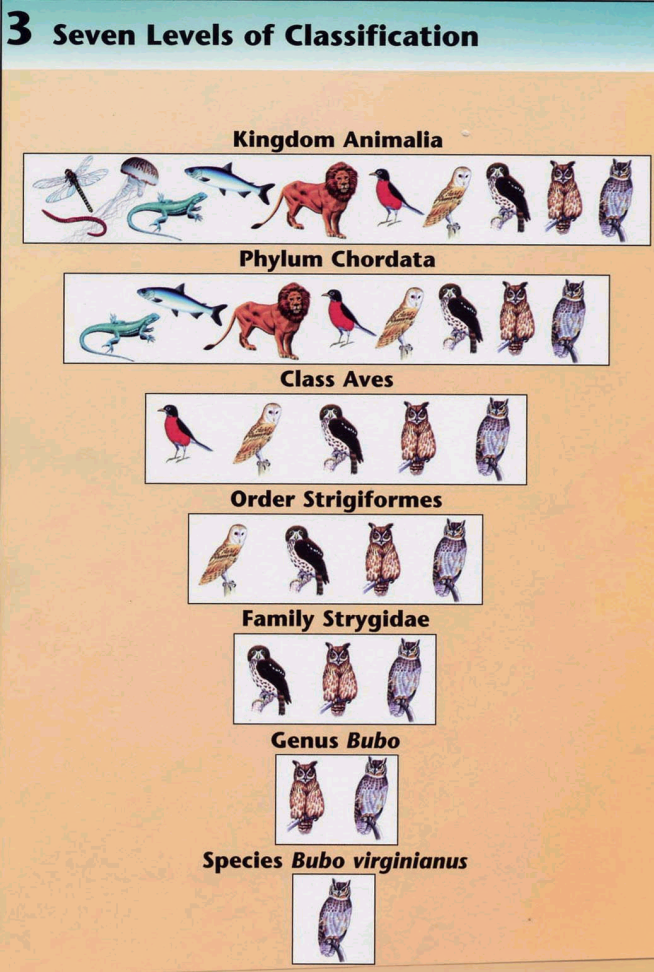 3 Seven Levels of Classification
Kingdom Animalia
Phylum Chordata
Class Aves
Order Strigiformes
Family Strygidae
Genus Bubo
Species Bubo virginianus